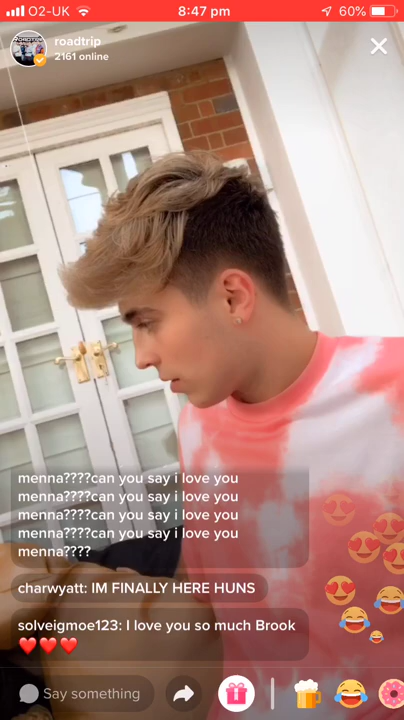 O2-UK 8:47 pm 60%
roadtrip
2161 online
menna????can you say i love you
menna????can you say i love you
menna????can you say i love you
menna????can you say i love you
menna????
charwyatt: IM FINALLY HERE HUNS
solveigmoe123: I love you so much Brook
❤️❤️❤️
Say something